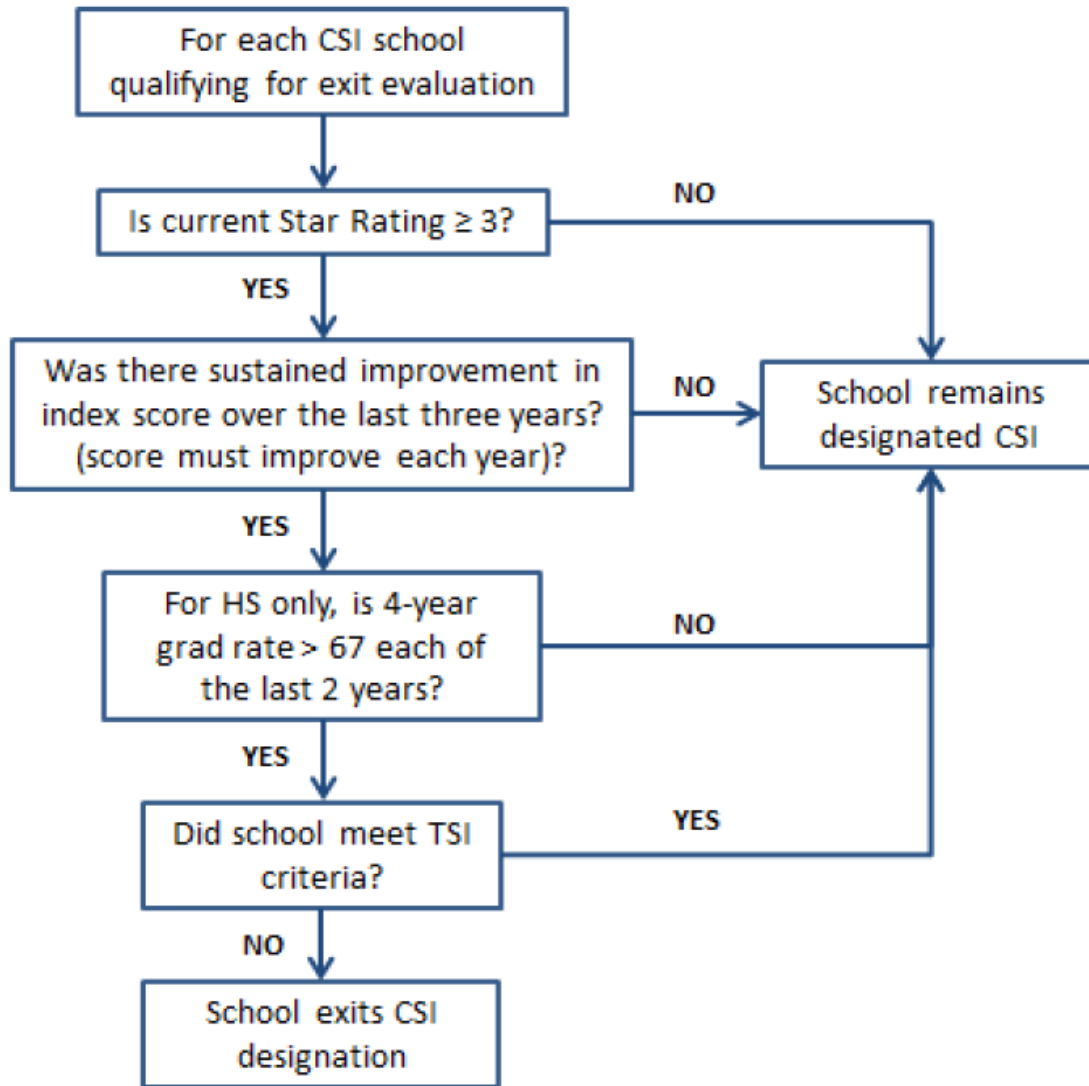 For each CSI school
qualifying for exit evaluation
NO
Is current Star Rating ≥ 3?
YES
Was there sustained improvement in
index score over the last three years?
(score must improve each year)?
NO
School remains
designated CSI
YES
For HS only, is 4-year
grad rate > 67 each of
the last 2 years?
NO
YES
Did school meet TSI
criteria?
YES
NO
School exits CSI
designation